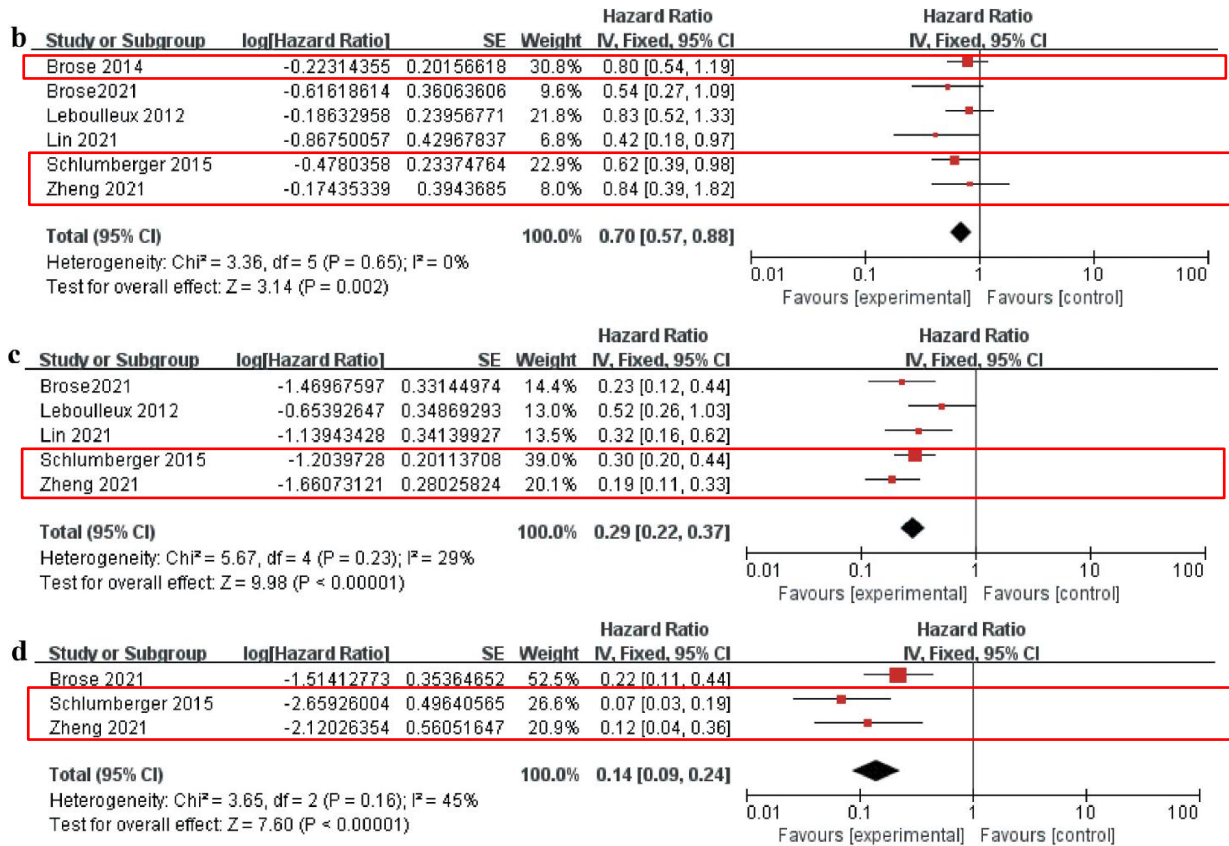 Hazard Ratio Hazard Ratio
b Study or Subgroup log[Hazard Ratio] SE Weight IV, Fixed, 95% CI IV, Fixed, 95% CI
Brose 2014 -0.22314355 0.20156618 30.8% 0.80 [0.54, 1.19]
Brose2021 -0.61618614 0.36063606 9.6% 0.54 [0.27, 1.09]
Leboulleux 2012 -0.18632958 0.23956771 21.8% 0.83 [0.52, 1.33]
Lin 2021 -0.86750057 0.42967837 6.8% 0.42 [0.18, 0.97]
Schlumberger 2015 -0.4780358 0.23374764 22.9% 0.62 [0.39, 0.98]
Zheng 2021 -0.17435339 0.3943685 8.0% 0.84 [0.39, 1.82]
Total (95% CI) 100.0% 0.70 [0.57, 0.88]
Heterogeneity: Chi² = 3.36, df = 5 (P = 0.65); I² = 0%
Test for overall effect: Z = 3.14 (P = 0.002)
0.01 0.1 1 10 100
Favours [experimental] Favours [control]
Hazard Ratio Hazard Ratio
c Study or Subgroup log[Hazard Ratio] SE Weight IV, Fixed, 95% CI IV, Fixed, 95% CI
Brose2021 -1.46967597 0.33144974 14.4% 0.23 [0.12, 0.44]
Leboulleux 2012 -0.65392647 0.34869293 13.0% 0.52 [0.26, 1.03]
Lin 2021 -1.13943428 0.34139927 13.5% 0.32 [0.16, 0.62]
Schlumberger 2015 -1.2039728 0.20113708 39.0% 0.30 [0.20, 0.44]
Zheng 2021 -1.66073121 0.28025824 20.1% 0.19 [0.11, 0.33]
Total (95% CI) 100.0% 0.29 [0.22, 0.37]
Heterogeneity: Chi² = 5.67, df = 4 (P = 0.23); I² = 29%
Test for overall effect: Z = 9.98 (P < 0.00001)
0.01 0.1 1 10 100
Favours [experimental] Favours [control]
Hazard Ratio Hazard Ratio
d Study or Subgroup log[Hazard Ratio] SE Weight IV, Fixed, 95% CI IV, Fixed, 95% CI
Brose 2021 -1.51412773 0.35364652 52.5% 0.22 [0.11, 0.44]
Schlumberger 2015 -2.65926004 0.49640565 26.6% 0.07 [0.03, 0.19]
Zheng 2021 -2.12026354 0.56051647 20.9% 0.12 [0.04, 0.36]
Total (95% CI) 100.0% 0.14 [0.09, 0.24]
Heterogeneity: Chi² = 3.65, df = 2 (P = 0.16); I² = 45%
Test for overall effect: Z = 7.60 (P < 0.00001)
0.01 0.1 1 10 100
Favours [experimental] Favours [control]